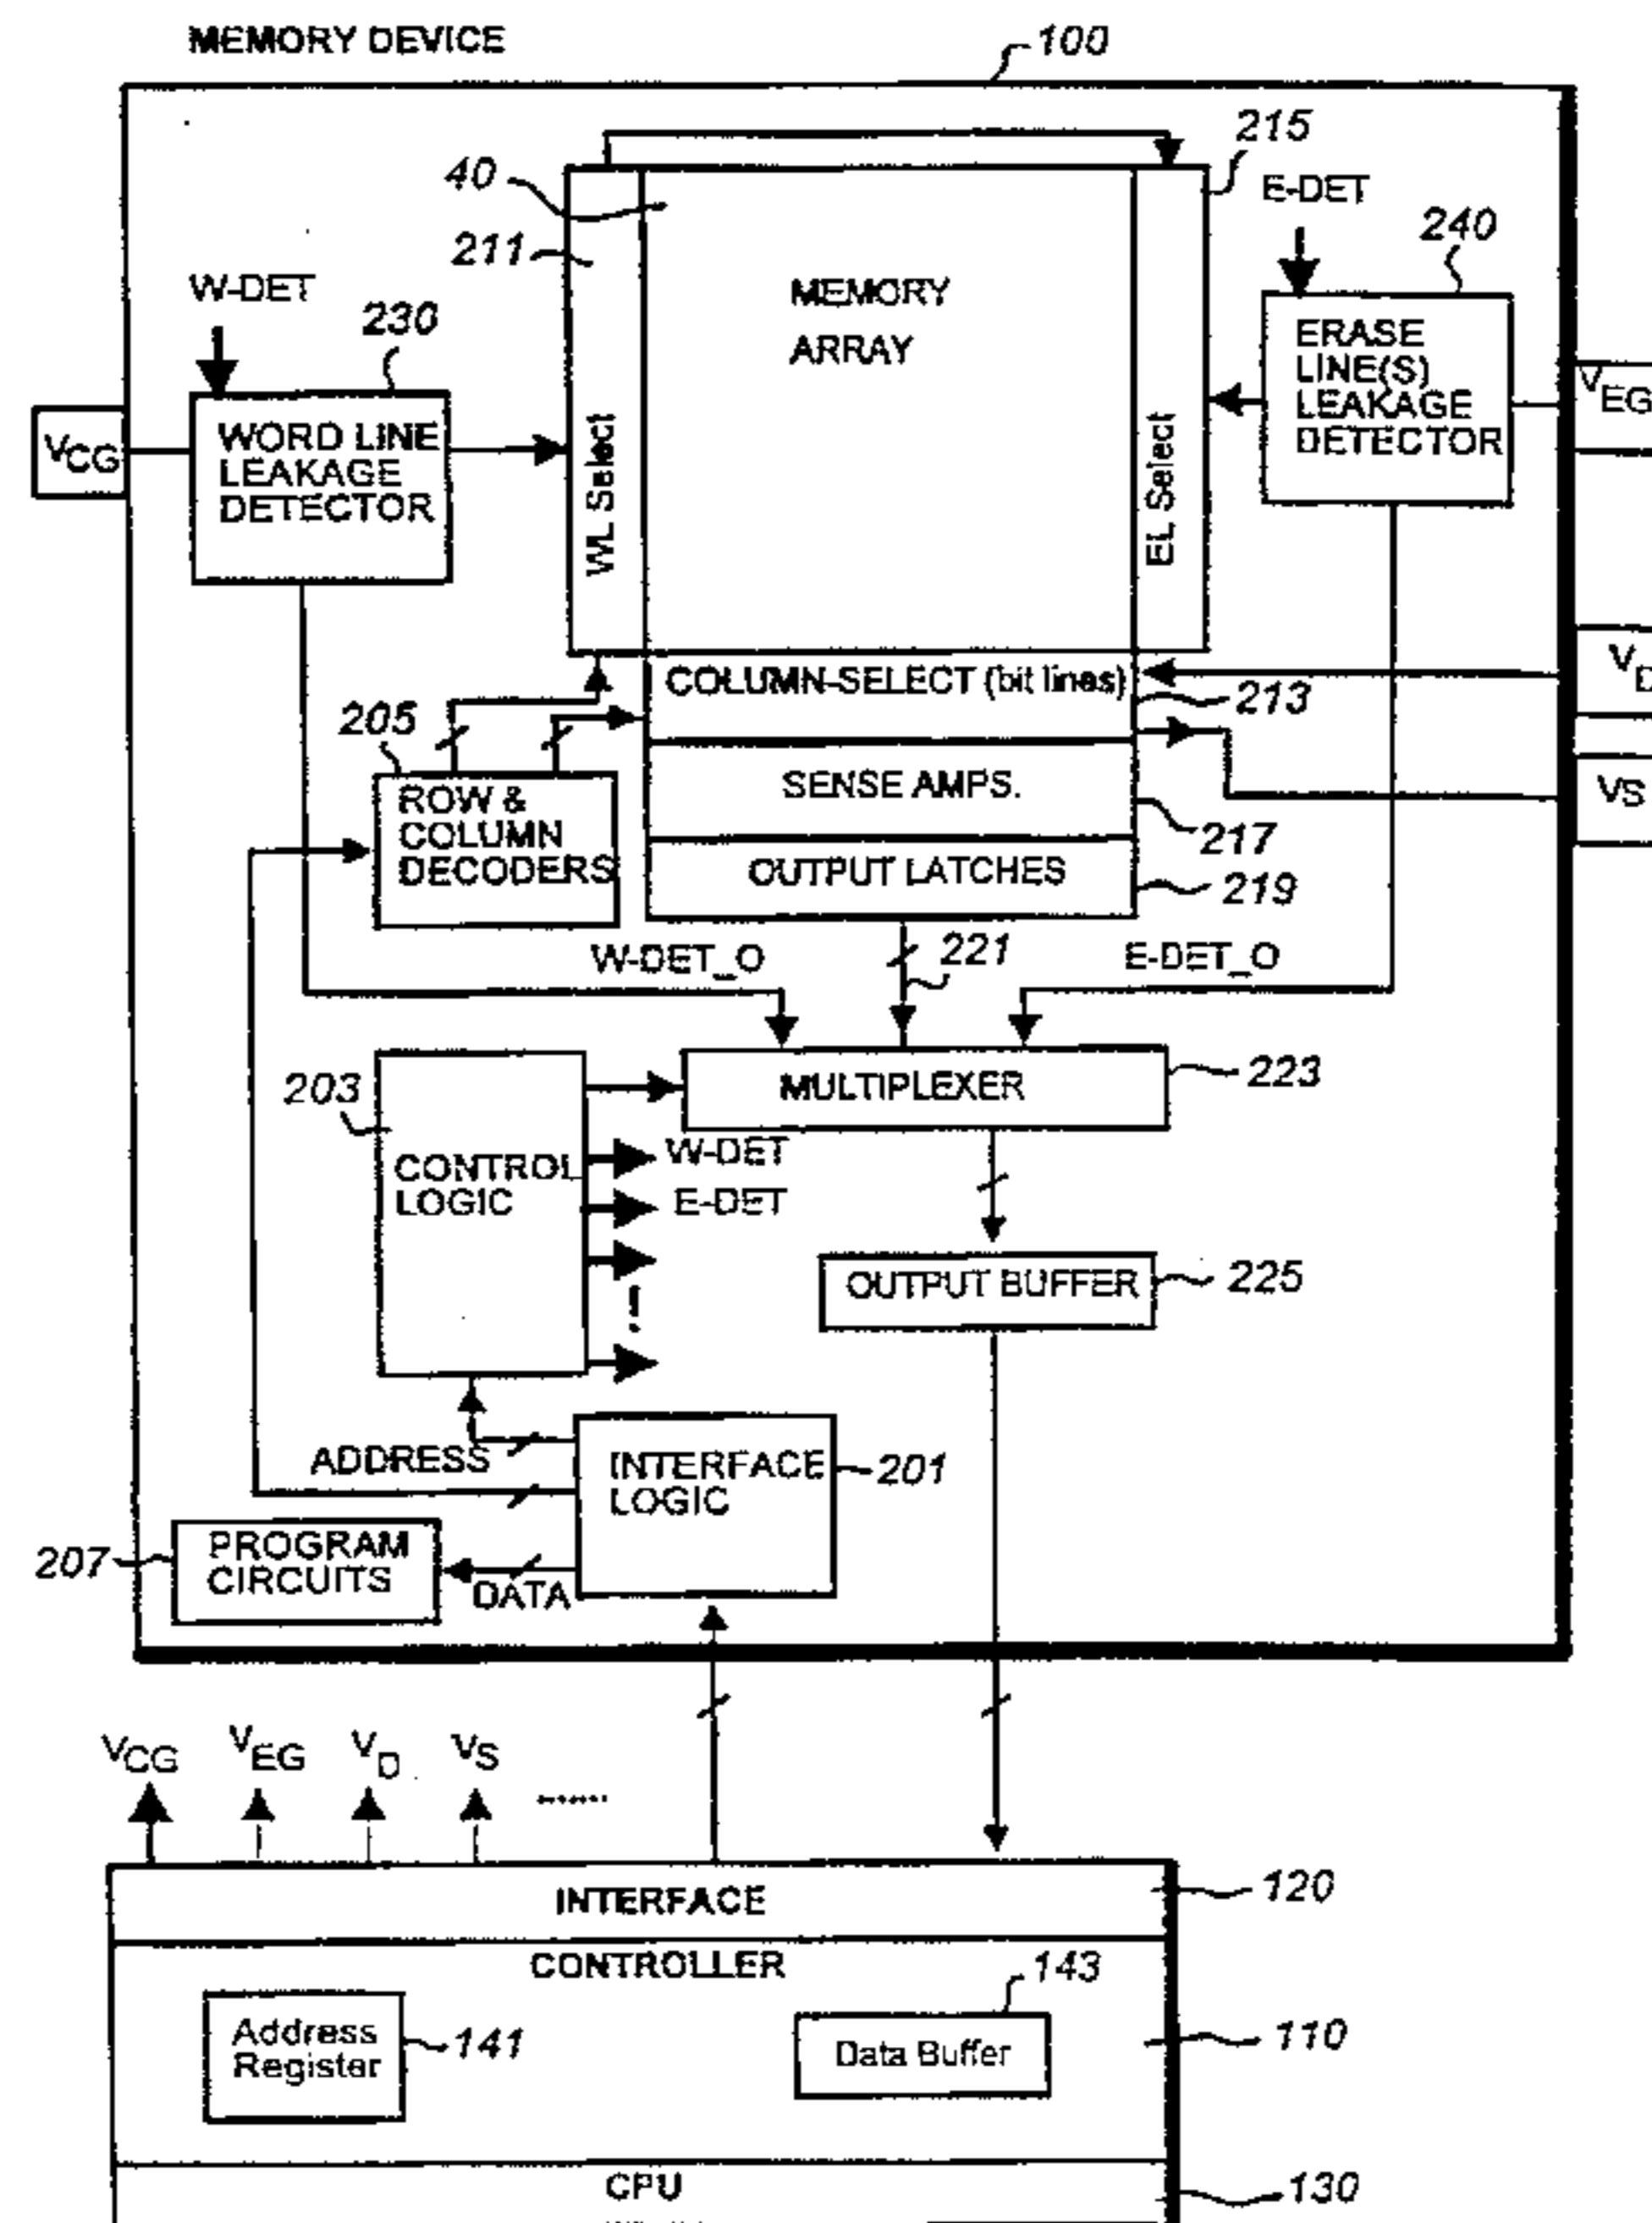 MEMORY DEVICE
100
215
40
E-DET
211
240
W-DET
230
MEMORY
ARRAY
ERASE
LINE(S)
LEAKAGE
DETECTOR
VEG
VCG
WORD LINE
LEAKAGE
DETECTOR
WL Select
EL Select
COLUMN-SELECT (bit lines)
213
VD
205
ROW &
COLUMN
DECODERS
SENSE AMPS.
VS
217
OUTPUT LATCHES
219
W-DET_O
221
E-DET_O
203
MULTIPLEXER
223
CONTROL
LOGIC
W-DET
E-DET
OUTPUT BUFFER
225
ADDRESS
INTERFACE
LOGIC
201
207
PROGRAM
CIRCUITS
DATA
VCG
VEG
VD
VS
.......
INTERFACE
120
CONTROLLER
143
Address
Register
141
Data Buffer
110
CPU
130